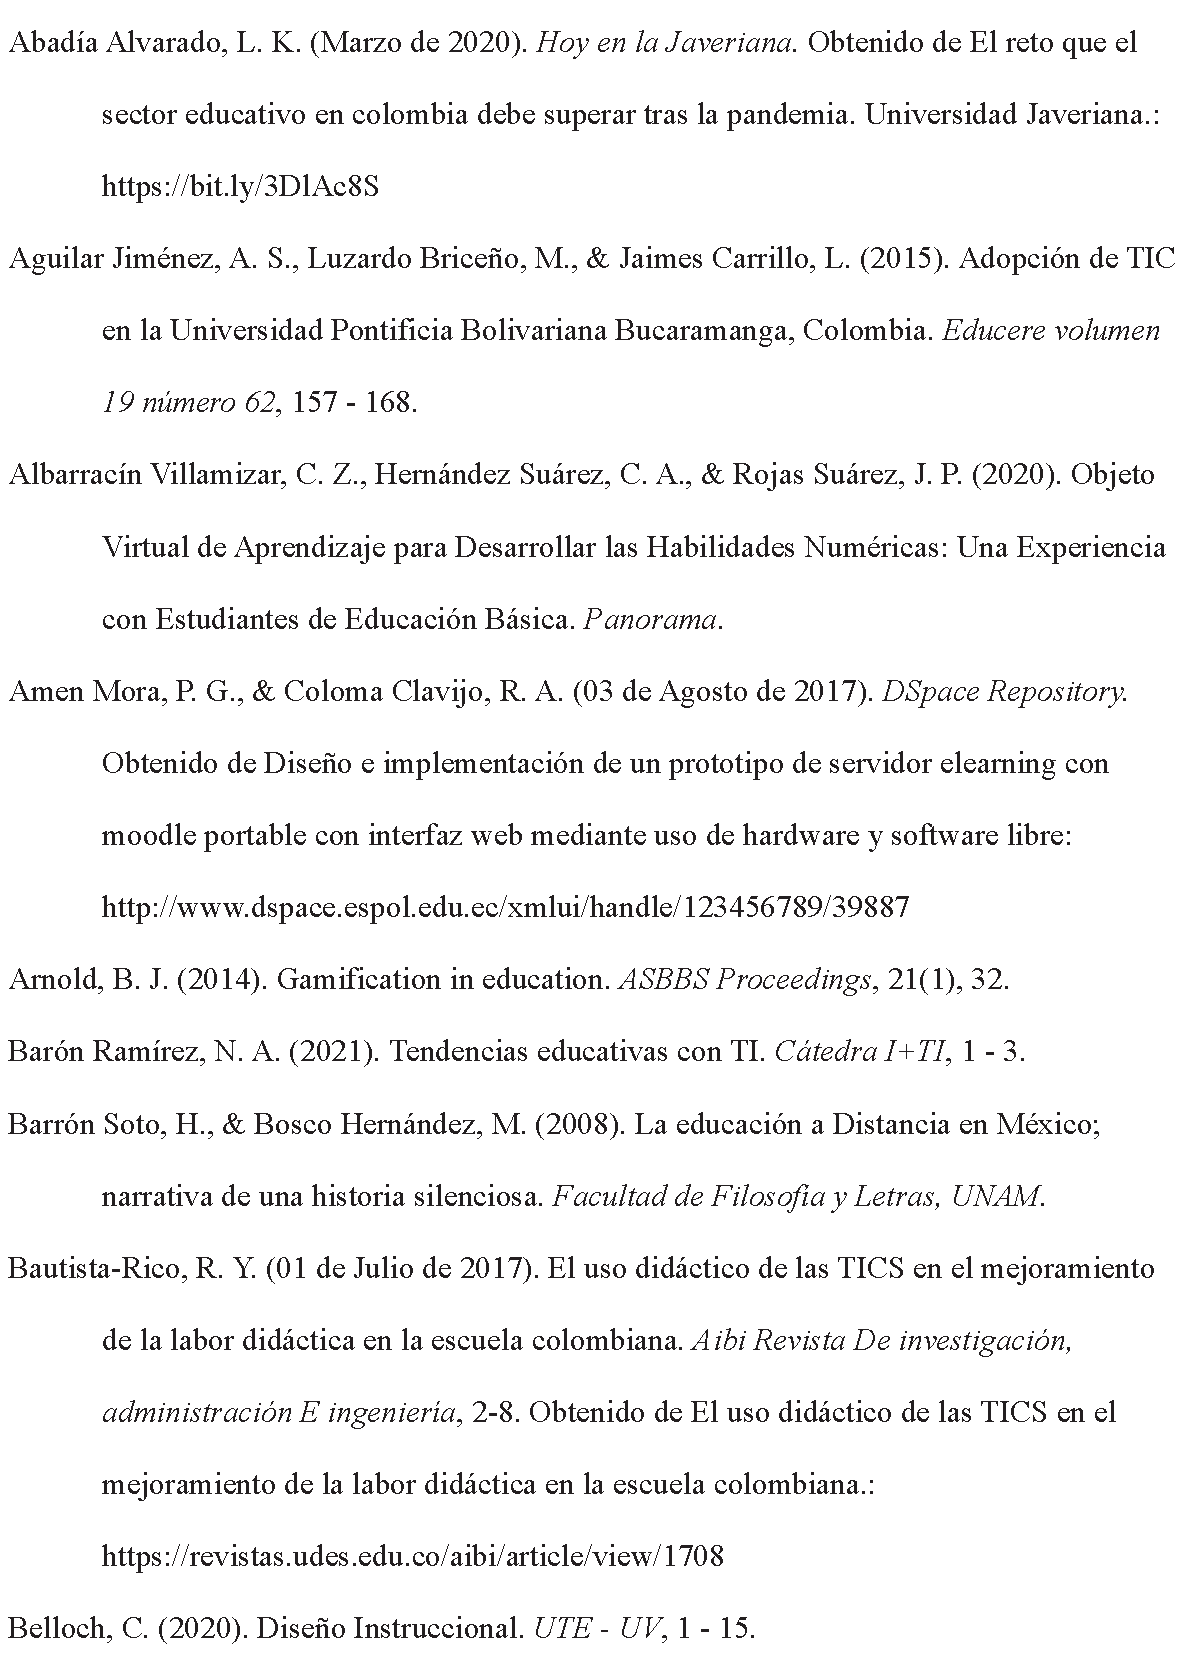 Abadía Alvarado, L. K. (Marzo de 2020). Hoy en la Javeriana. Obtenido de El reto que el
sector educativo en colombia debe superar tras la pandemia. Universidad Javeriana.:
https://bit.ly/3DlAc8S
Aguilar Jiménez, A. S., Luzardo Briceño, M., & Jaimes Carrillo, L. (2015). Adopción de TIC
en la Universidad Pontificia Bolivariana Bucaramanga, Colombia. Educere volumen
19 número 62, 157 - 168.
Albarracín Villamizar, C. Z., Hernández Suárez, C. A., & Rojas Suárez, J. P. (2020). Objeto
Virtual de Aprendizaje para Desarrollar las Habilidades Numéricas: Una Experiencia
con Estudiantes de Educación Básica. Panorama.
Amen Mora, P. G., & Coloma Clavijo, R. A. (03 de Agosto de 2017). DSpace Repository.
Obtenido de Diseño e implementación de un prototipo de servidor elearning con
moodle portable con interfaz web mediante uso de hardware y software libre:
http://www.dspace.espol.edu.ec/xmlui/handle/123456789/39887
Arnold, B. J. (2014). Gamification in education. ASBBS Proceedings, 21(1), 32.
Barón Ramírez, N. A. (2021). Tendencias educativas con TI. Cátedra I+TI, 1 - 3.
Barrón Soto, H., & Bosco Hernández, M. (2008). La educación a Distancia en México;
narrativa de una historia silenciosa. Facultad de Filosofía y Letras, UNAM.
Bautista-Rico, R. Y. (01 de Julio de 2017). El uso didáctico de las TICS en el mejoramiento
de la labor didáctica en la escuela colombiana. Aibi Revista De investigación,
administración E ingeniería, 2-8. Obtenido de El uso didáctico de las TICS en el
mejoramiento de la labor didáctica en la escuela colombiana.:
https://revistas.udes.edu.co/aibi/article/view/1708
Belloch, C. (2020). Diseño Instruccional. UTE - UV, 1 - 15.